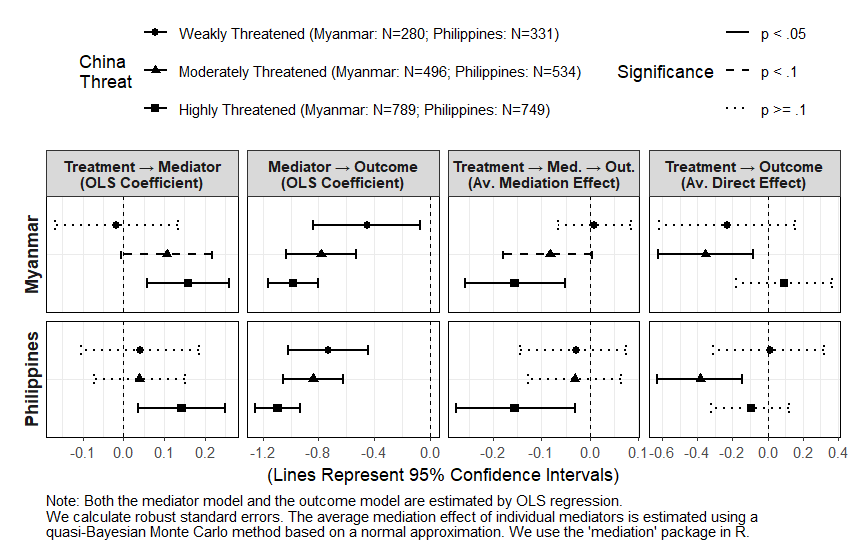 China
Threat
Weakly Threatened (Myanmar: N=280; Philippines: N=331)
Moderately Threatened (Myanmar: N=496; Philippines: N=534)
Highly Threatened (Myanmar: N=789; Philippines: N=749)
Significance
p < .05
p < .1
p >= .1
Treatment → Mediator
(OLS Coefficient)
Mediator → Outcome
(OLS Coefficient)
Treatment → Med. → Out.
(Av. Mediation Effect)
Treatment → Outcome
(Av. Direct Effect)
Myanmar
Philippines
-0.1 0.0 0.1 0.2
-1.2 -0.8 -0.4 0.0
-0.2 -0.1 0.0 0.1
-0.6 -0.4 -0.2 0.0 0.2 0.4
(Lines Represent 95% Confidence Intervals)
Note: Both the mediator model and the outcome model are estimated by OLS regression.
We calculate robust standard errors. The average mediation effect of individual mediators is estimated using a
quasi-Bayesian Monte Carlo method based on a normal approximation. We use the 'mediation' package in R.